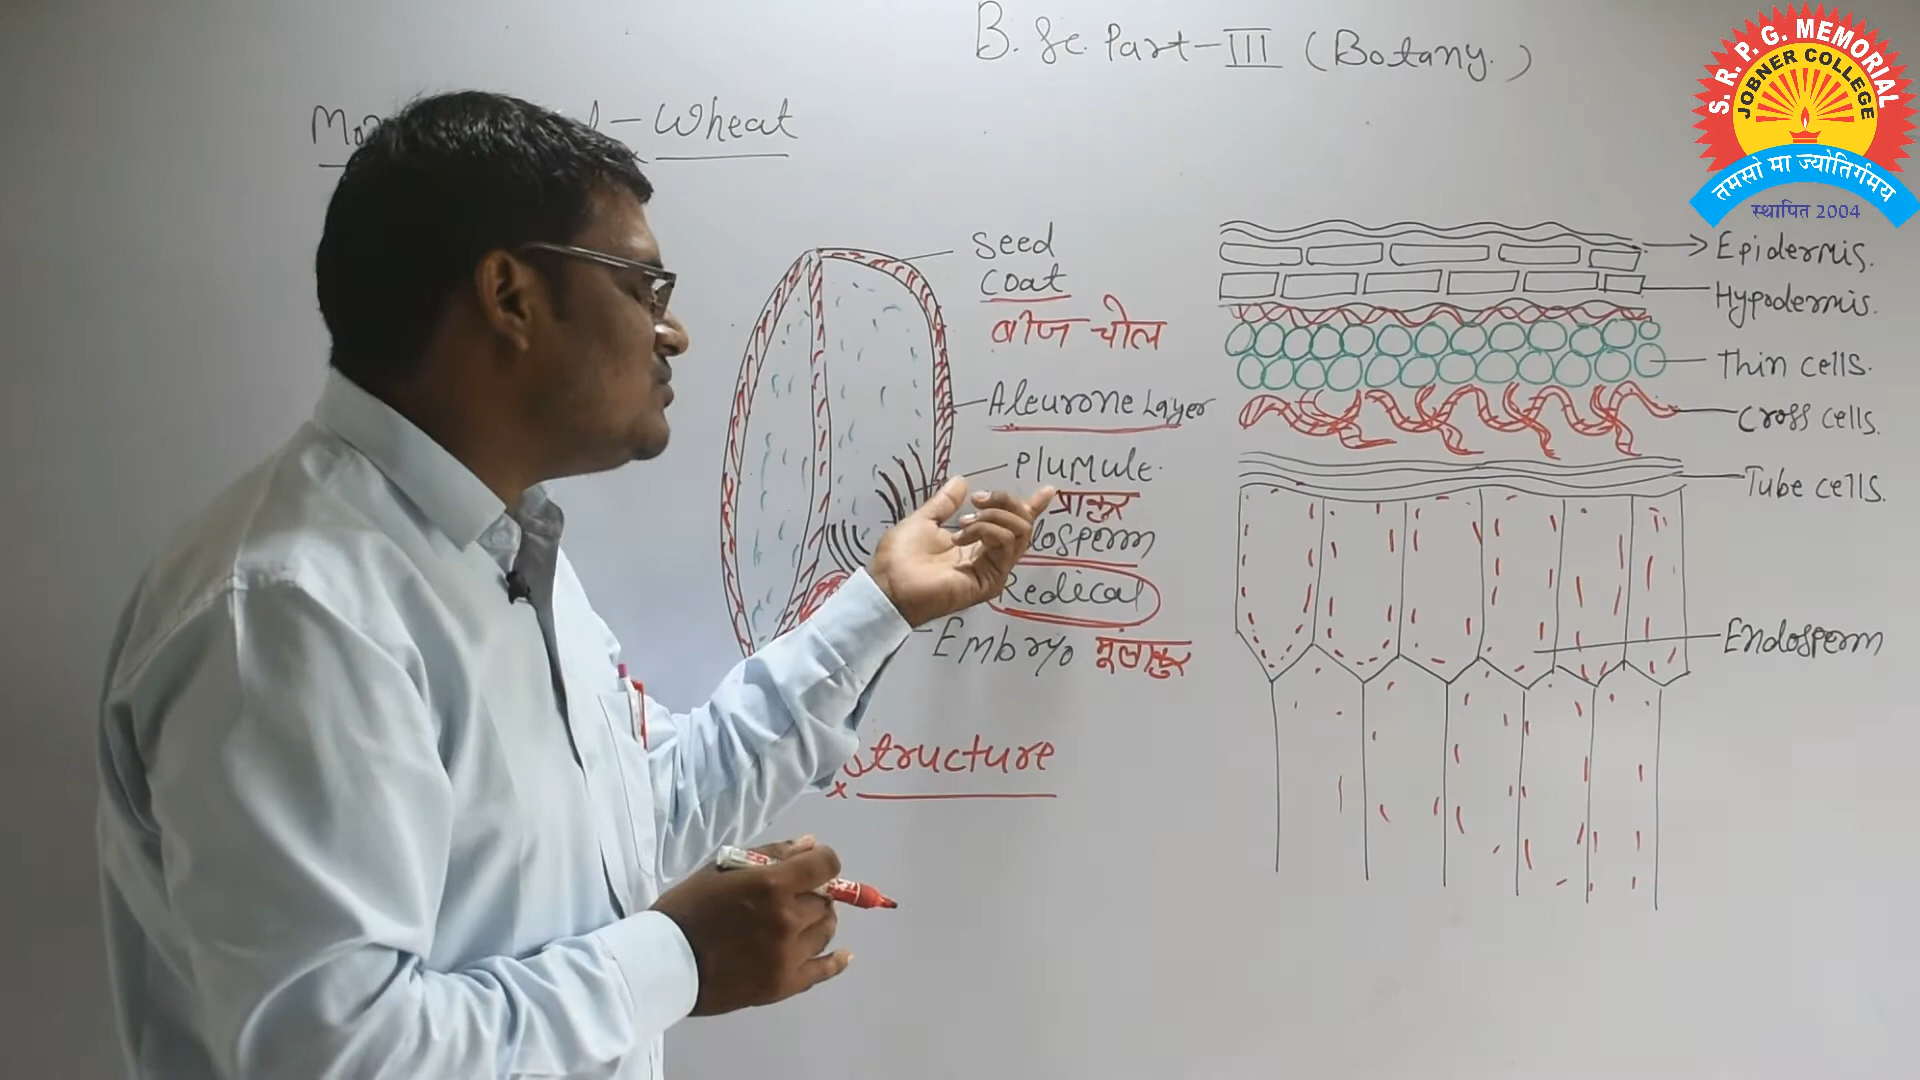 B.Sc. Part-III (Botany.)
S. R. P. G. MEMORIAL
JOBNER COLLEGE
तमसो मा ज्योतिर्गमय
स्थापित 2004
- Wheat
Seed
Coat
बीज चोल
Aleurone Layer
Plumule.
प्रांकुर
Redical
Embryo मूलांकुर
Structure
Epidermis.
Hypodermis.
Thin cells.
Cross cells.
Tube cells.
Endosperm